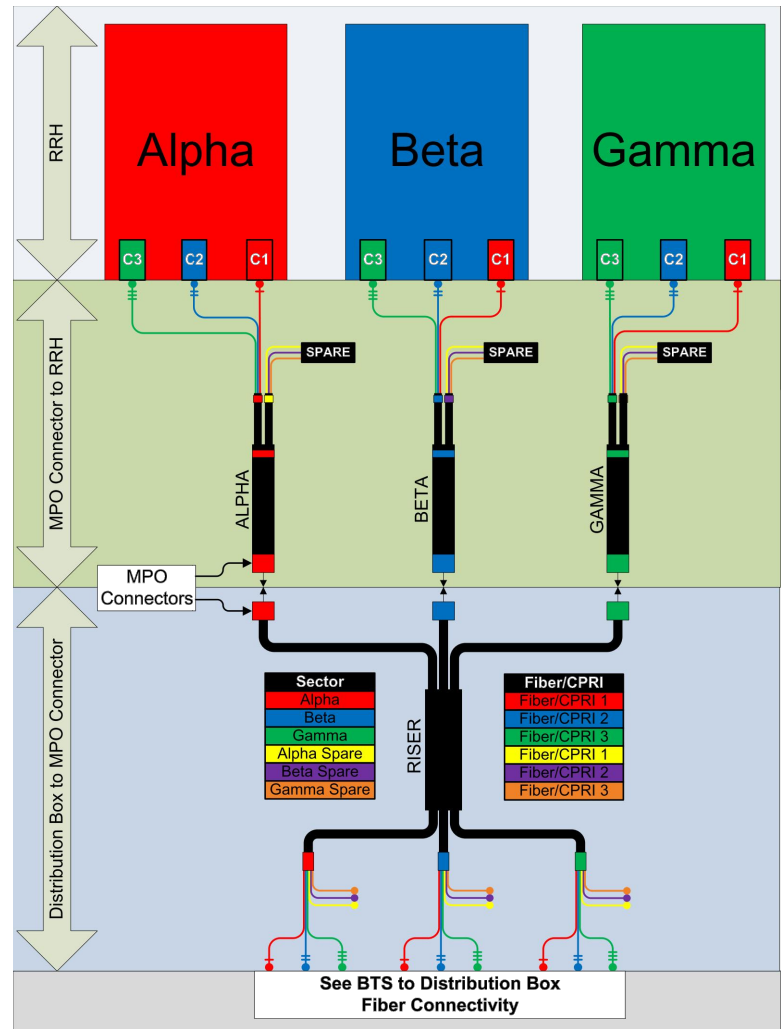 RRH
Alpha
Beta
Gamma
C3
C2
C1
C3
C2
C1
C3
C2
C1
MPO Connector to RRH
SPARE
SPARE
SPARE
ALPHA
BETA
GAMMA
MPO
Connectors
Distribution Box to MPO Connector
Sector
Alpha
Beta
Gamma
Alpha Spare
Beta Spare
Gamma Spare
RISER
Fiber/CPRI
Fiber/CPRI 1
Fiber/CPRI 2
Fiber/CPRI 3
Fiber/CPRI 1
Fiber/CPRI 2
Fiber/CPRI 3
See BTS to Distribution Box
Fiber Connectivity